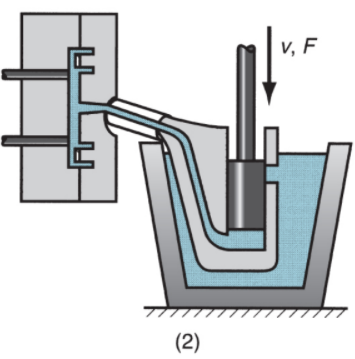 v, F
(2)